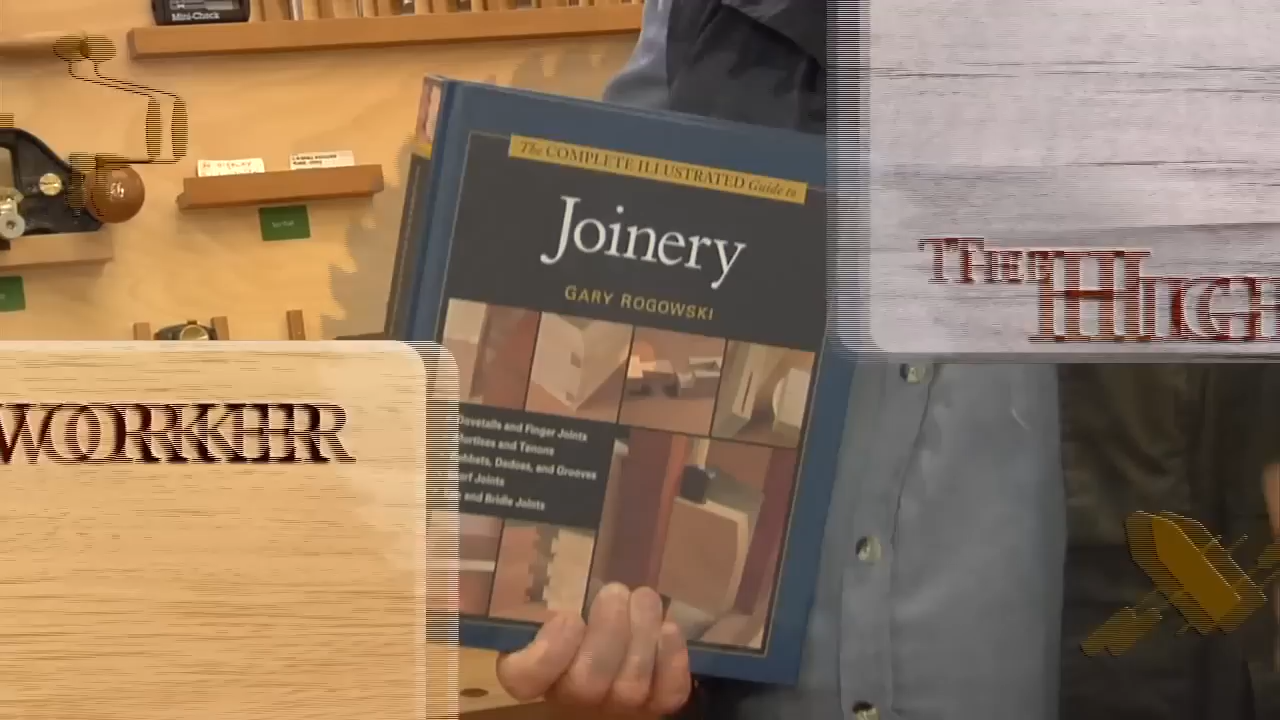 Mini-Check
The COMPLETE ILLUSTRATED Guide to
Joinery
GARY ROGOWSKI
Dovetails and Finger Joints
Mortises and Tenons
Rabbets, Dadoes, and Grooves
Joints
and Bridle Joints
THE HIGH
WORKER